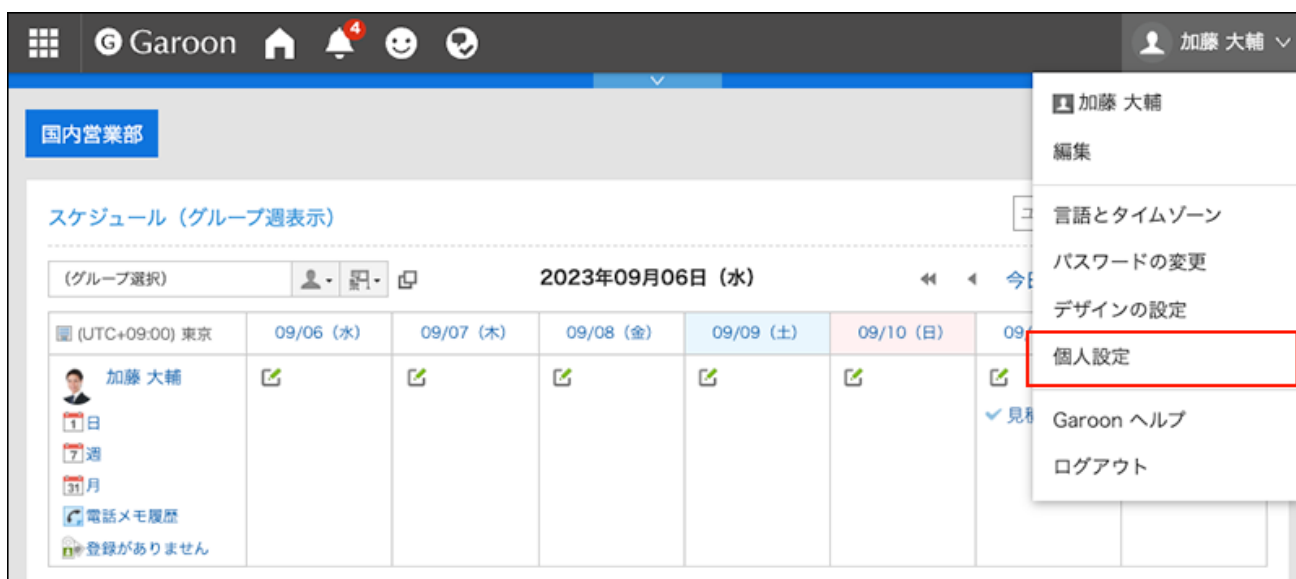 Garoon 4 加藤 大輔
国内営業部
スケジュール（グループ週表示）
（グループ選択） 2023年09月06日（水）
(UTC+09:00) 東京 09/06（水） 09/07（木） 09/08（金） 09/09（土） 09/10（日）
加藤 大輔
1 日
7 週
31 月
電話メモ履歴
登録がありません
加藤 大輔
編集
言語とタイムゾーン
パスワードの変更
デザインの設定
個人設定
Garoon ヘルプ
ログアウト